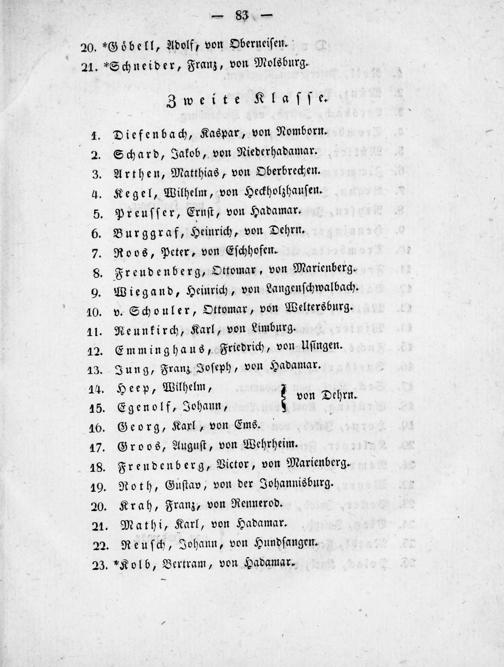 — 83 —
20. *Göbell, Adolf, von Oberneisen.
21. *Schneider, Franz, von Molsburg.
Zweite Klasse.
1. Diefenbach, Kaspar, von Nomborn.
2. Schard, Jakob, von Niederhadamar.
3. Arthen, Matthias, von Oberbrechen.
4. Kegel, Wilhelm, von Heckholzhausen.
5. Preusser, Ernst, von Hadamar.
6. Burggraf, Heinrich, von Dehrn.
7. Roos, Peter, von Eschhofen.
8. Freudenberg, Ottomar, von Marienberg.
9. Wiegand, Heinrich, von Langenschwalbach.
10. v. Schouler, Ottomar, von Weltersburg.
11. Neunkirch, Karl, von Limburg.
12. Emminghaus, Friedrich, von Usingen.
13. Jung, Franz Joseph, von Hadamar.
14. Heep, Wilhelm,
15. Egenolf, Johann, } von Dehrn.
16. Georg, Karl, von Ems.
17. Groos, August, von Wehrheim.
18. Freudenberg, Victor, von Marienberg.
19. Roth, Gustav, von der Johannisburg.
20. Krah, Franz, von Rennerod.
21. Mathi, Karl, von Hadamar.
22. Reusch, Johann, von Hundsangen.
23. *Kolb, Bertram, von Hadamar.